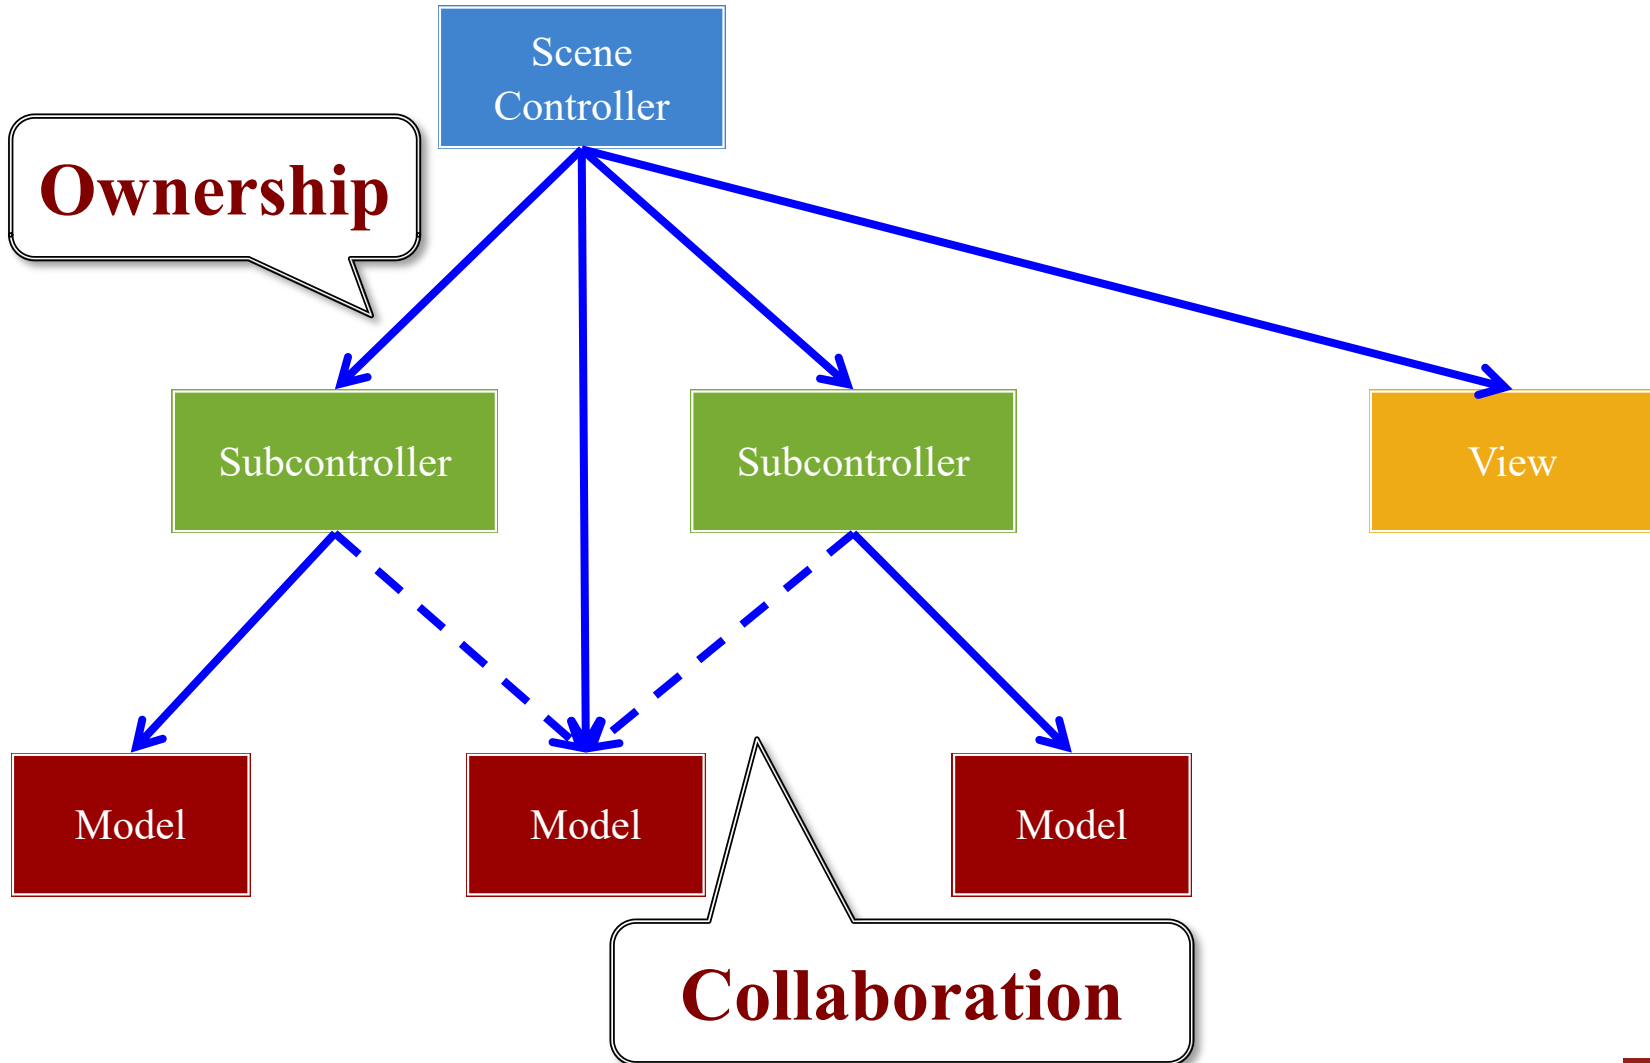 Scene
Controller
Ownership
Subcontroller
Subcontroller
View
Model
Model
Model
Collaboration